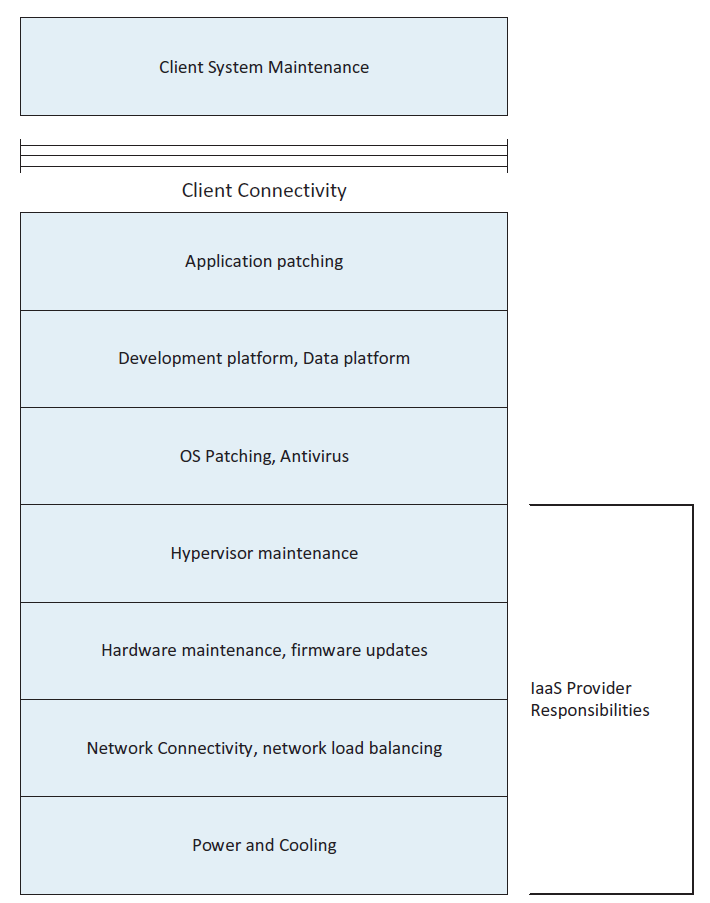 Client System Maintenance
Client Connectivity
Application patching
Development platform, Data platform
OS Patching, Antivirus
Hypervisor maintenance
Hardware maintenance, firmware updates
IaaS Provider
Responsibilities
Network Connectivity, network load balancing
Power and Cooling